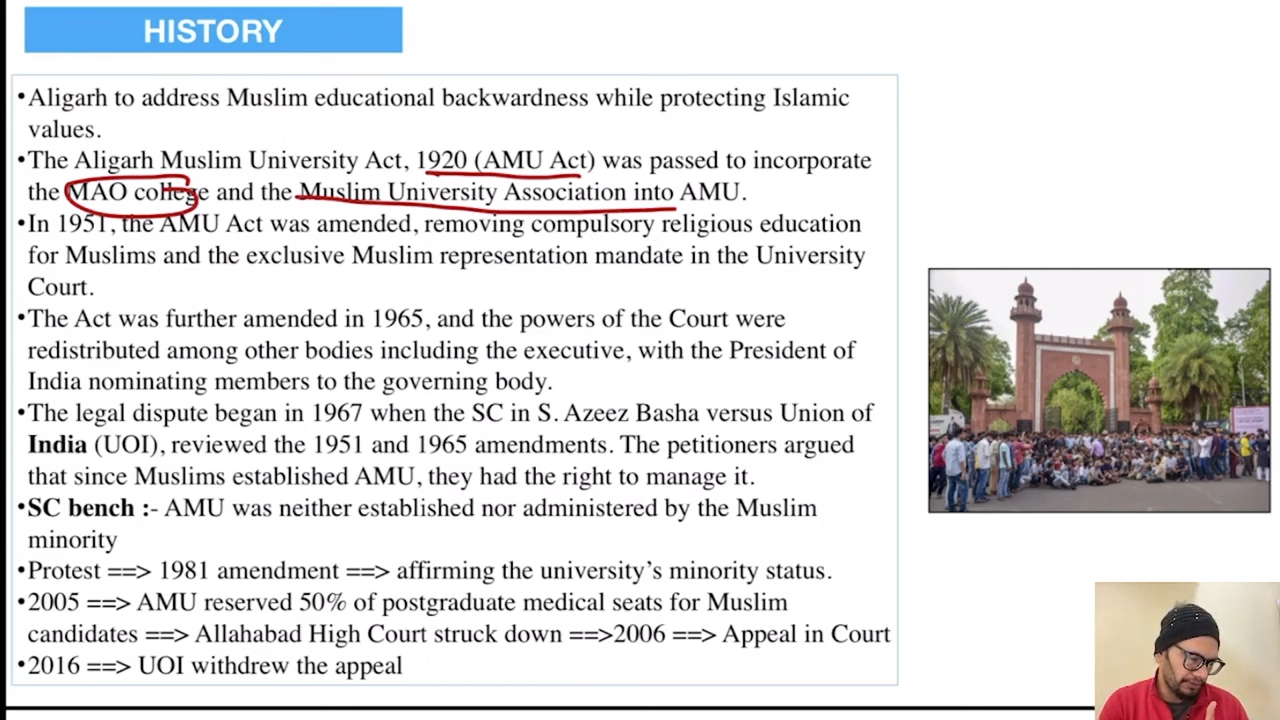 HISTORY
•Aligarh to address Muslim educational backwardness while protecting Islamic
values.
•The Aligarh Muslim University Act, 1920 (AMU Act) was passed to incorporate
the MAO college and the Muslim University Association into AMU.
•In 1951, the AMU Act was amended, removing compulsory religious education
for Muslims and the exclusive Muslim representation mandate in the University
Court.
•The Act was further amended in 1965, and the powers of the Court were
redistributed among other bodies including the executive, with the President of
India nominating members to the governing body.
•The legal dispute began in 1967 when the SC in S. Azeez Basha versus Union of
India (UOI), reviewed the 1951 and 1965 amendments. The petitioners argued
that since Muslims established AMU, they had the right to manage it.
•SC bench :- AMU was neither established nor administered by the Muslim
minority
•Protest ==> 1981 amendment ==> affirming the university’s minority status.
•2005 ==> AMU reserved 50% of postgraduate medical seats for Muslim
candidates ==> Allahabad High Court struck down ==>2006 ==> Appeal in Court
•2016 ==> UOI withdrew the appeal